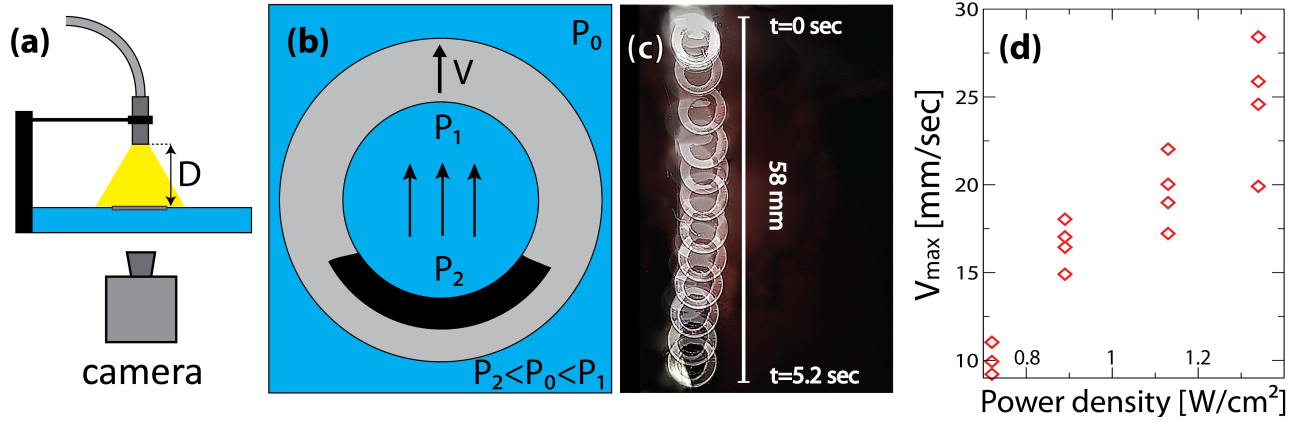 (a)
D
camera
(b)
P₀
V
P₁
P₂
P₂<P₀<P₁
(c)
t=0 sec
58 mm
t=5.2 sec
(d)
Vmax [mm/sec]
30
25
20
15
10
0.8 1 1.2
Power density [W/cm²]